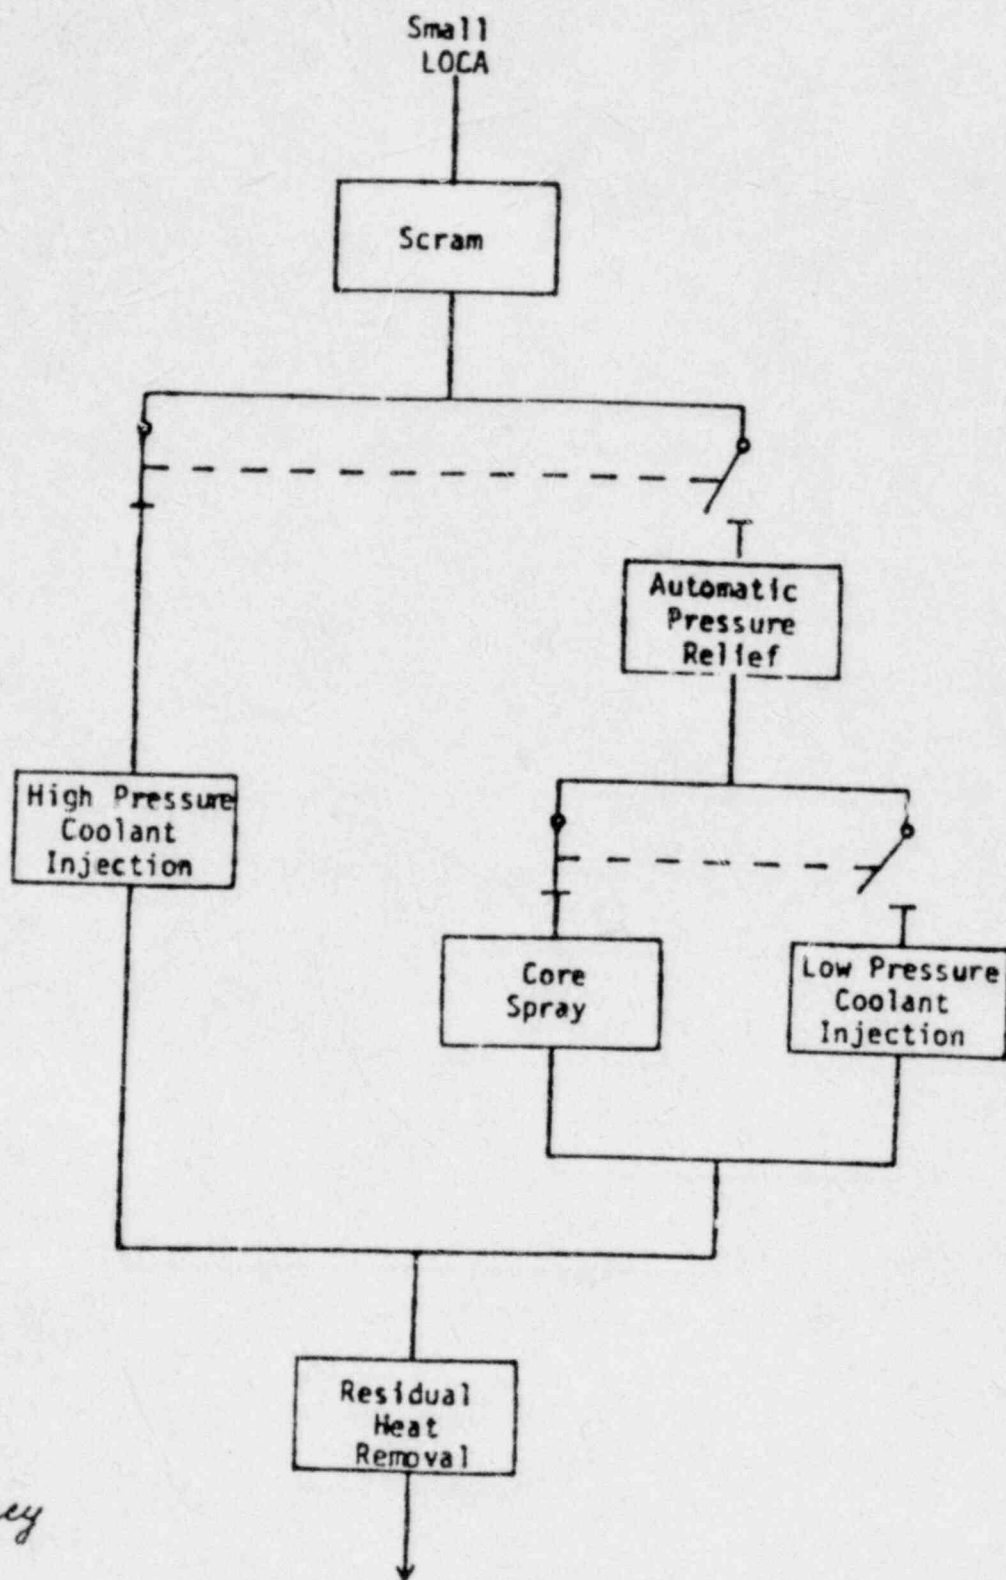 Small
LOCA
Scram
Automatic
Pressure
Relief
High Pressure
Coolant
Injection
Core
Spray
Low Pressure
Coolant
Injection
Residual
Heat
Removal